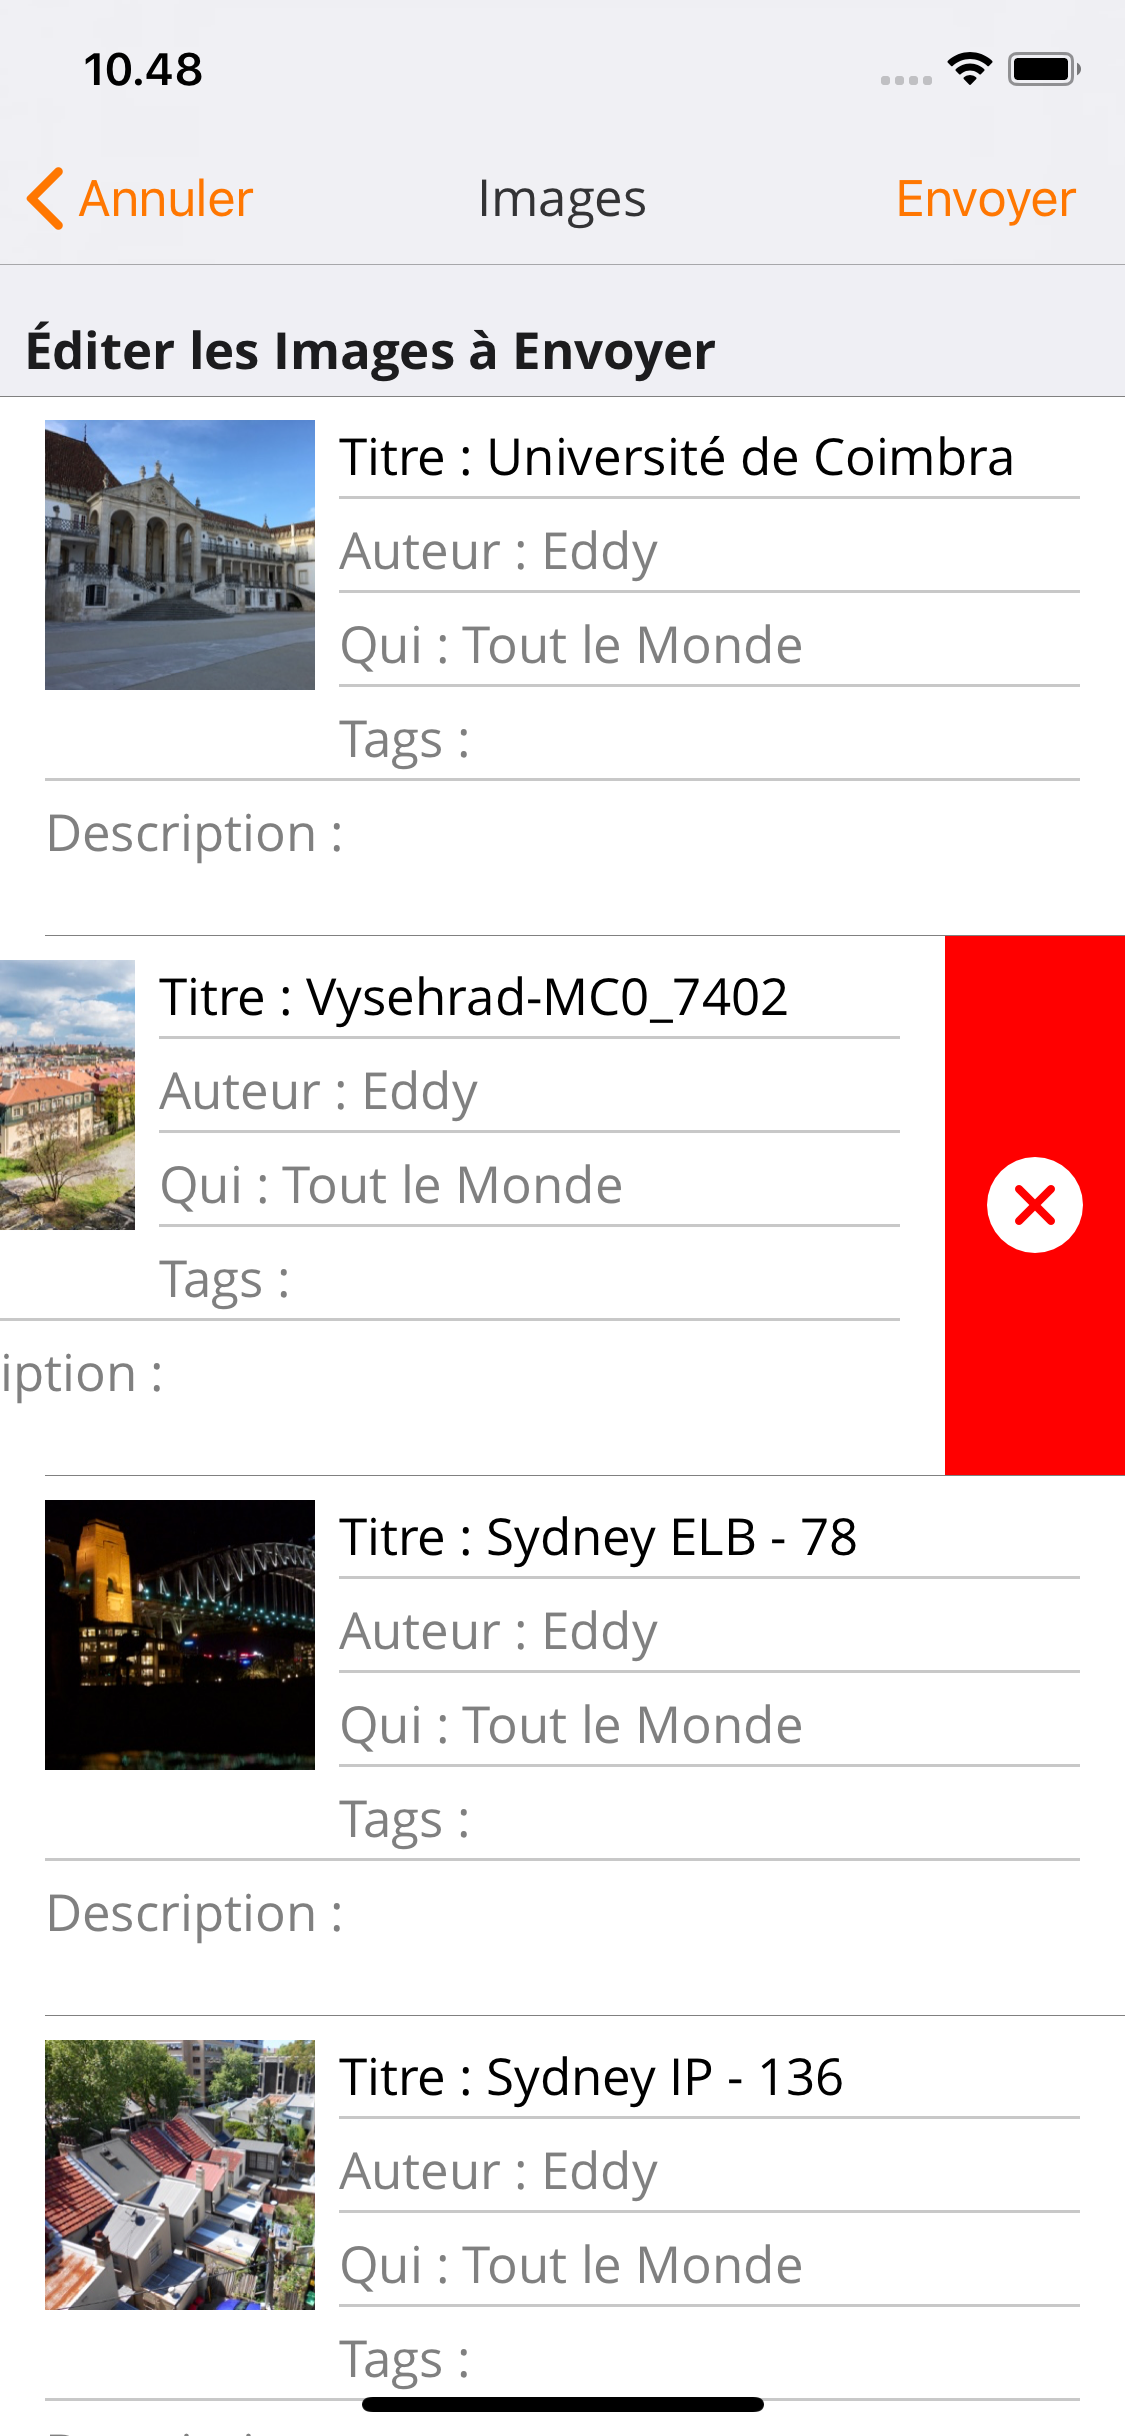 10.48
Annuler Images Envoyer
Éditer les Images à Envoyer
Titre : Université de Coimbra
Auteur : Eddy
Qui : Tout le Monde
Tags :
Description :
Titre : Vysehrad-MC0_7402
Auteur : Eddy
Qui : Tout le Monde
Tags :
iption :
Titre : Sydney ELB - 78
Auteur : Eddy
Qui : Tout le Monde
Tags :
Description :
Titre : Sydney IP - 136
Auteur : Eddy
Qui : Tout le Monde
Tags :